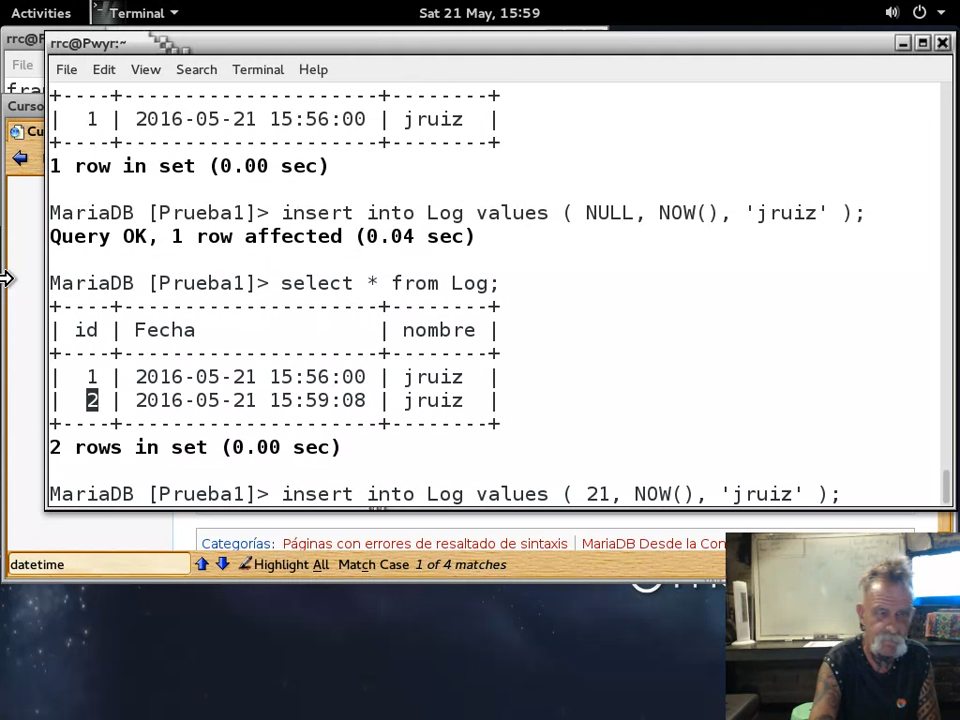 Activities Terminal Sat 21 May, 15:59
rrc@Pwyr:~
File Edit View Search Terminal Help
+----+---------------------+--------+
| 1 | 2016-05-21 15:56:00 | jruiz |
+----+---------------------+--------+
1 row in set (0.00 sec)
MariaDB [Prueba1]> insert into Log values ( NULL, NOW(), 'jruiz' );
Query OK, 1 row affected (0.04 sec)
MariaDB [Prueba1]> select * from Log;
+----+---------------------+--------+
| id | Fecha | nombre |
+----+---------------------+--------+
| 1 | 2016-05-21 15:56:00 | jruiz |
| 2 | 2016-05-21 15:59:08 | jruiz |
+----+---------------------+--------+
2 rows in set (0.00 sec)
MariaDB [Prueba1]> insert into Log values ( 21, NOW(), 'jruiz' );
rrc@P
File
Curso
Cu
Categorías: Páginas con errores de resaltado de sintaxis | MariaDB Desde la Con
datetime Highlight All Match Case 1 of 4 matches